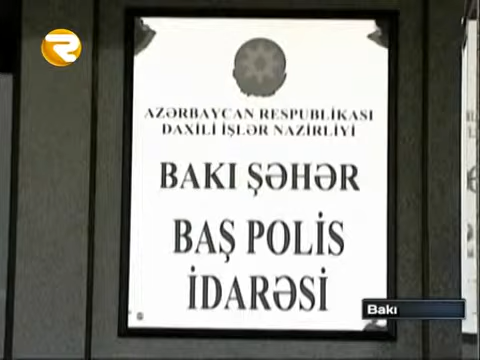 AZƏRBAYCAN RESPUBLİKASI
DAXİLİ İŞLƏR NAZİRLİYİ
BAKI ŞƏHƏR
BAŞ POLİS
İDARƏSİ
Bakı